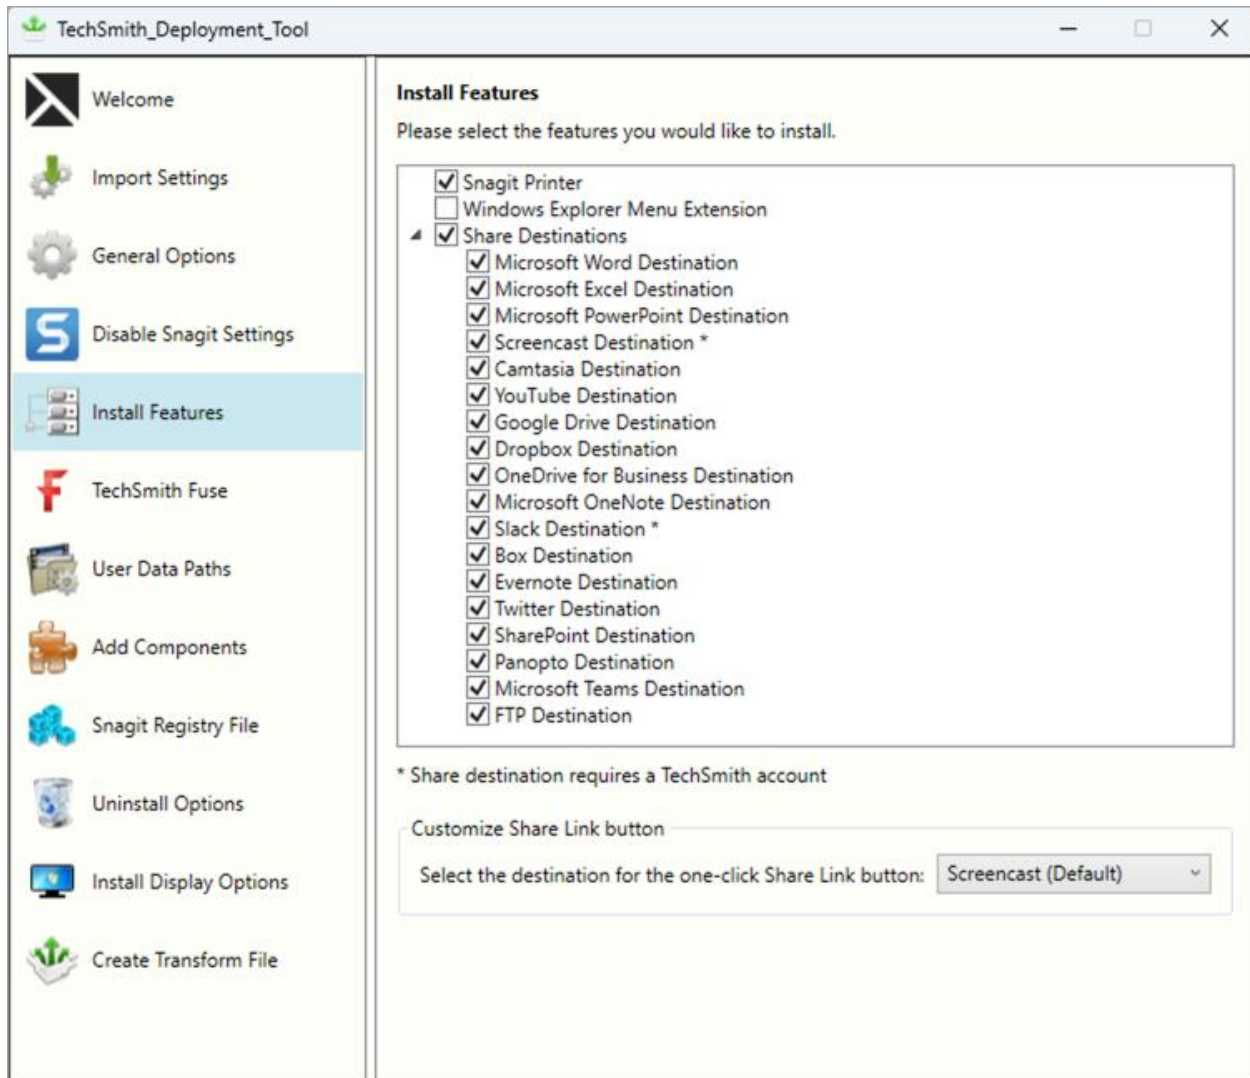 TechSmith_Deployment_Tool
Welcome
Import Settings
General Options
Disable Snagit Settings
Install Features
TechSmith Fuse
User Data Paths
Add Components
Snagit Registry File
Uninstall Options
Install Display Options
Create Transform File
Install Features
Please select the features you would like to install.
Snagit Printer
Windows Explorer Menu Extension
Share Destinations
Microsoft Word Destination
Microsoft Excel Destination
Microsoft PowerPoint Destination
Screencast Destination *
Camtasia Destination
YouTube Destination
Google Drive Destination
Dropbox Destination
OneDrive for Business Destination
Microsoft OneNote Destination
Slack Destination *
Box Destination
Evernote Destination
Twitter Destination
SharePoint Destination
Panopto Destination
Microsoft Teams Destination
FTP Destination
* Share destination requires a TechSmith account
Customize Share Link button
Select the destination for the one-click Share Link button: Screencast (Default)